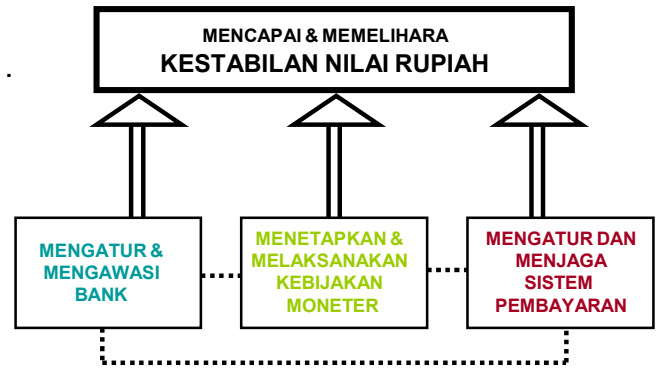 MENCAPAI & MEMELIHARA
KESTABILAN NILAI RUPIAH
.
MENGATUR &
MENGAWASI
BANK
MENETAPKAN &
MELAKSANAKAN
KEBIJAKAN
MONETER
MENGATUR DAN
MENJAGA
SISTEM
PEMBAYARAN